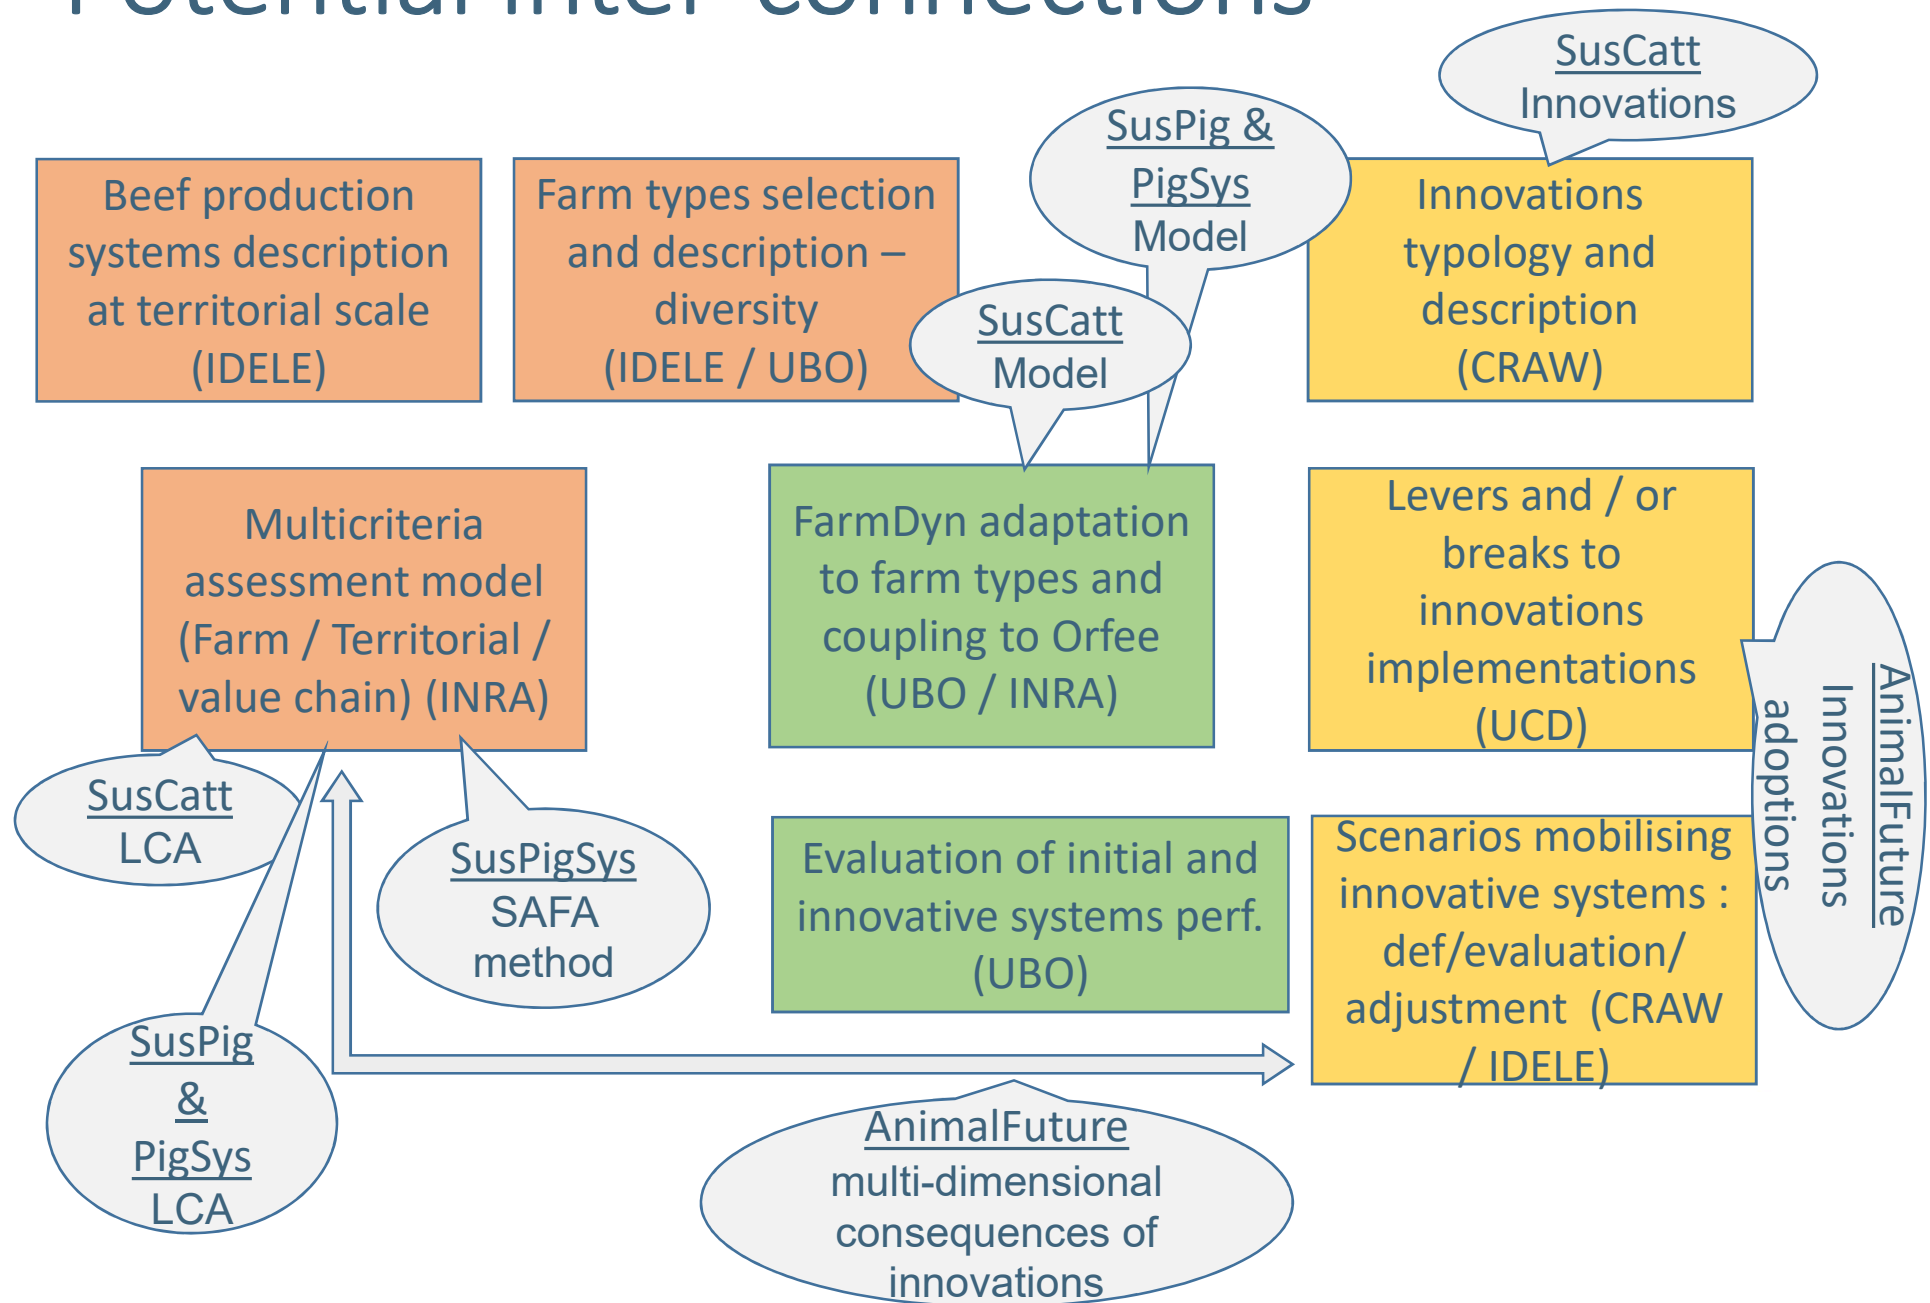 Potential inter-connections
SusCatt
Innovations
SusPig &
PigSys
Model
Beef production
systems description
at territorial scale
(IDELE)
Farm types selection
and description –
diversity
(IDELE / UBO)
SusCatt
Model
Innovations
typology and
description
(CRAW)
Multicriteria
assessment model
(Farm / Territorial /
value chain) (INRA)
FarmDyn adaptation
to farm types and
coupling to Orfee
(UBO / INRA)
Levers and / or
breaks to
innovations
implementations
(UCD)
AnimalFuture
Innovations
adoptions
SusCatt
LCA
SusPigSys
SAFA
method
Evaluation of initial and
innovative systems perf.
(UBO)
Scenarios mobilising
innovative systems :
def/evaluation/
adjustment (CRAW
/ IDELE)
SusPig
&
PigSys
LCA
AnimalFuture
multi-dimensional
consequences of
innovations